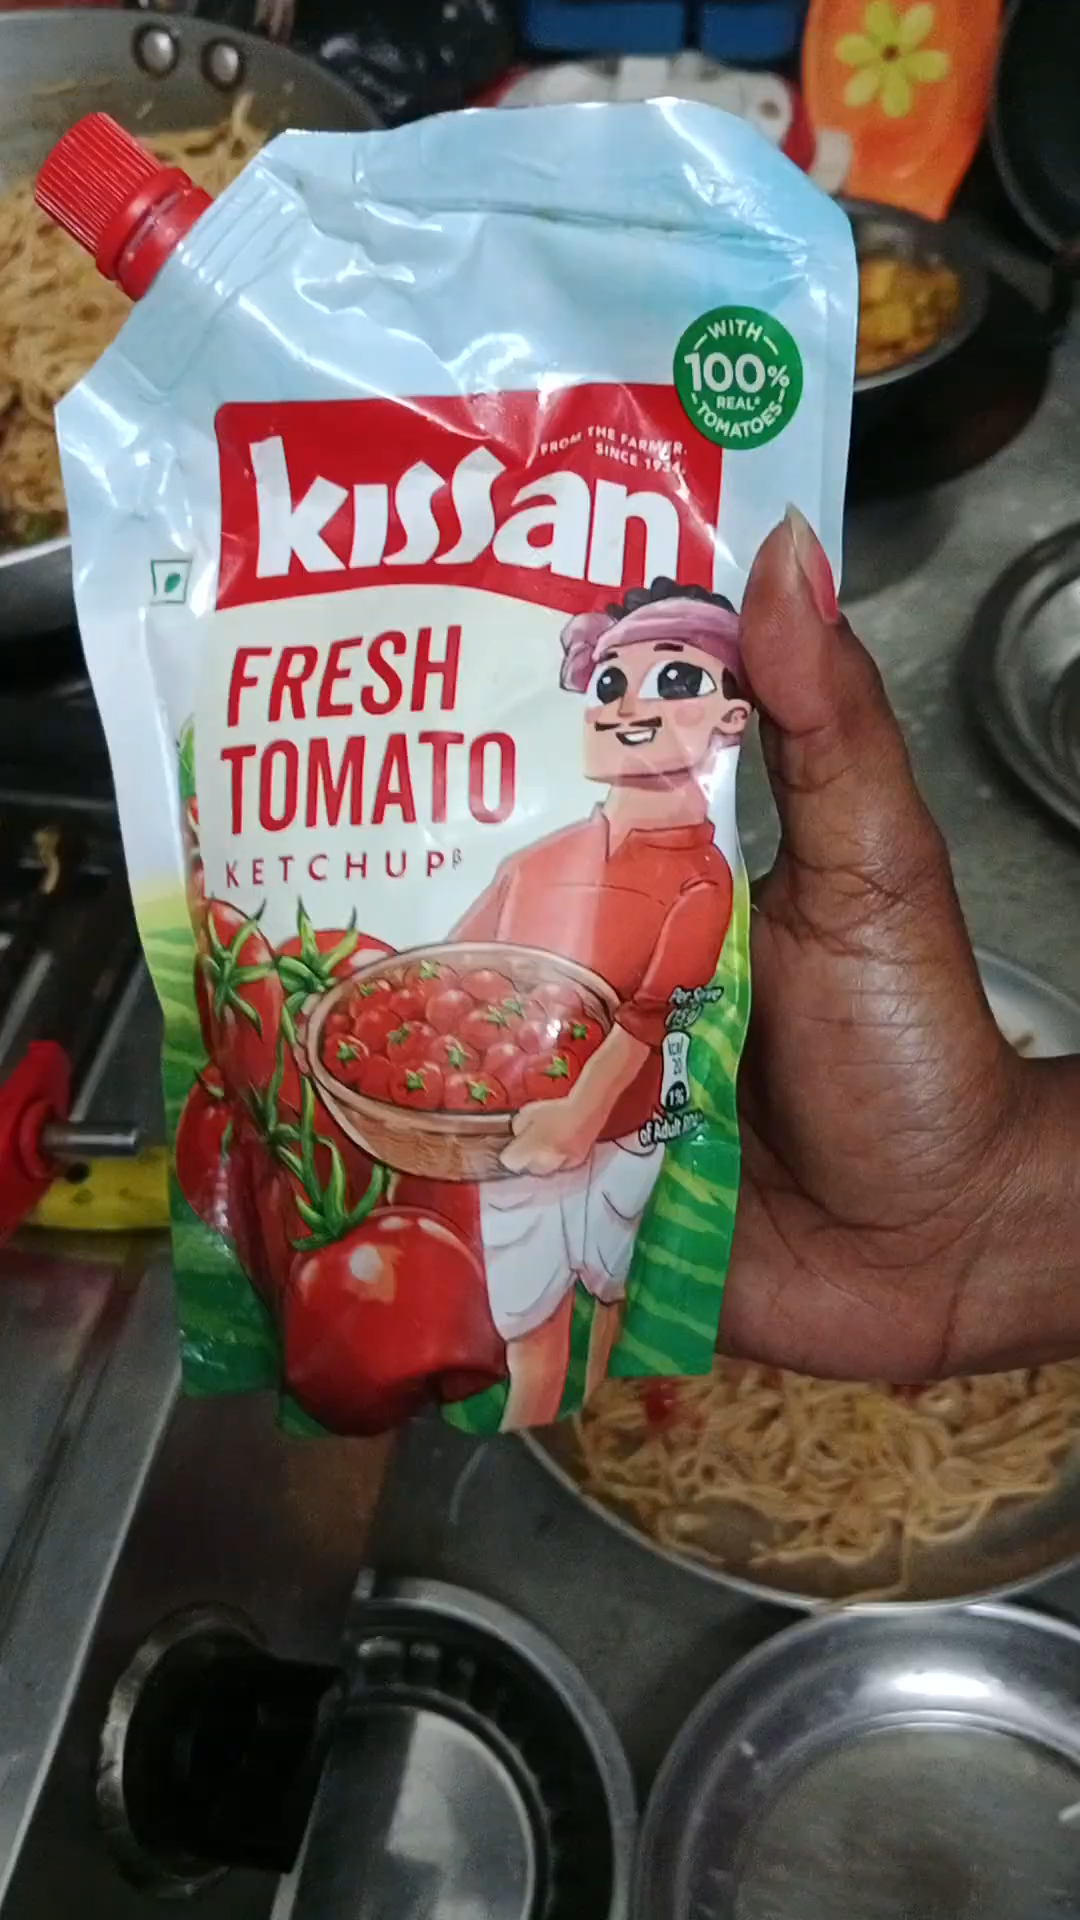 WITH
100%
REAL*
TOMATOES
FROM THE FARMER.
SINCE 1934.
kissan
FRESH
TOMATO
KETCHUPᵝ
Per Serve
kcal
20
1%
of Adult